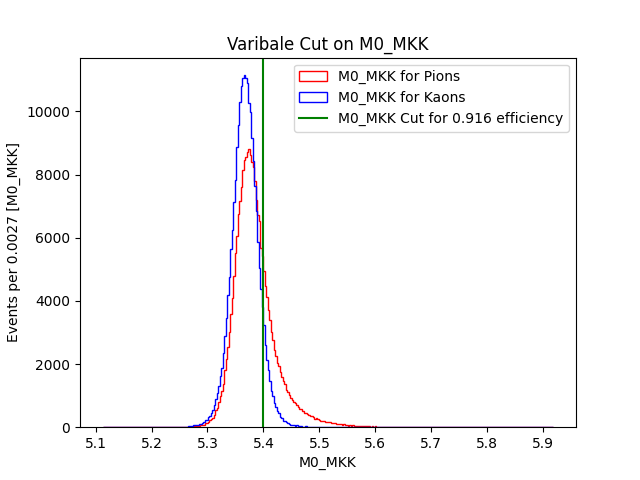 Varibale Cut on M0_MKK
M0_MKK for Pions
M0_MKK for Kaons
M0_MKK Cut for 0.916 efficiency
Events per 0.0027 [M0_MKK]
10000
8000
6000
4000
2000
0
5.1 5.2 5.3 5.4 5.5 5.6 5.7 5.8 5.9
M0_MKK